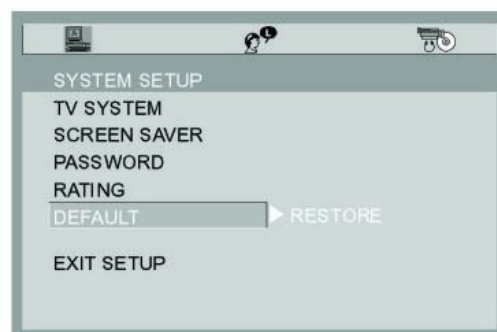 L
SYSTEM SETUP
TV SYSTEM
SCREEN SAVER
PASSWORD
RATING
DEFAULT RESTORE
EXIT SETUP